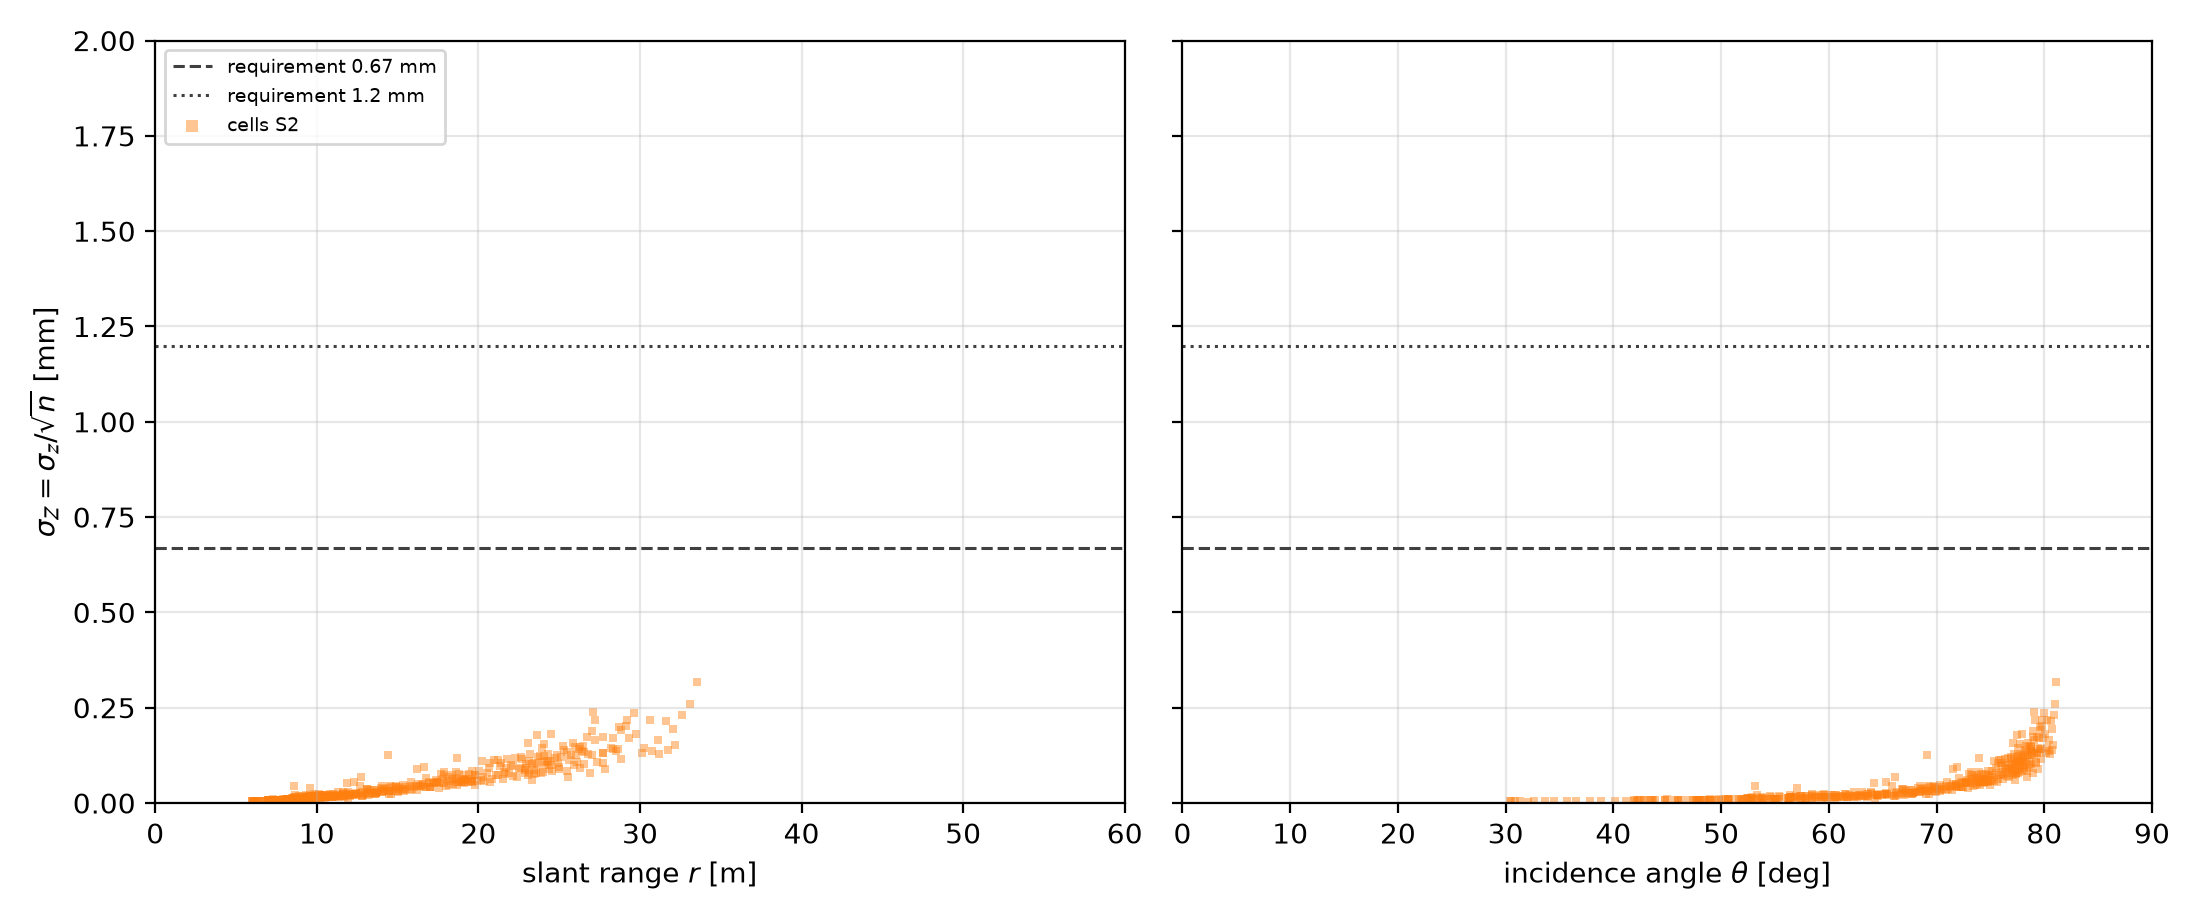 2.00
1.75
1.50
1.25
1.00
0.75
0.50
0.25
0.00
σ_Z = σ_z/√n [mm]
requirement 0.67 mm
requirement 1.2 mm
cells S2
0 10 20 30 40 50 60
slant range r [m]
0 10 20 30 40 50 60 70 80 90
incidence angle θ [deg]